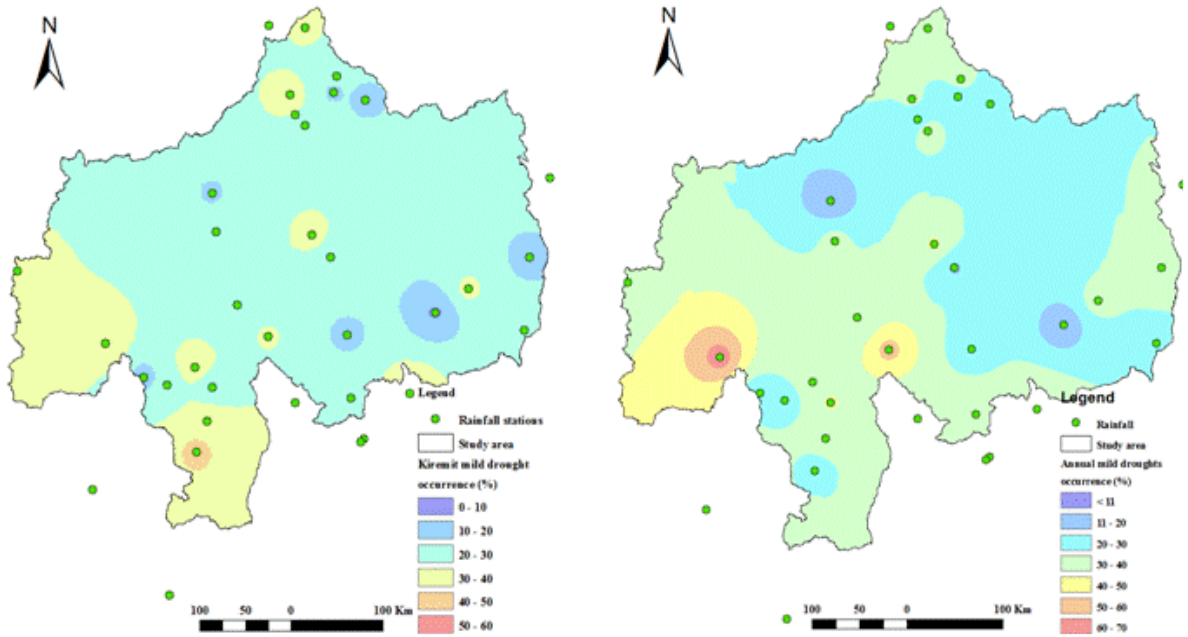 N
Legend
Rainfall stations
Study area
Kiremit mild drought
occurrence (%)
0 - 10
10 - 20
20 - 30
30 - 40
40 - 50
50 - 60
100 50 0 100 Km
N
Legend
Rainfall
Study area
Annual mild droughts
occurrence (%)
< 11
11 - 20
20 - 30
30 - 40
40 - 50
50 - 60
60 - 70
100 50 0 100 Km